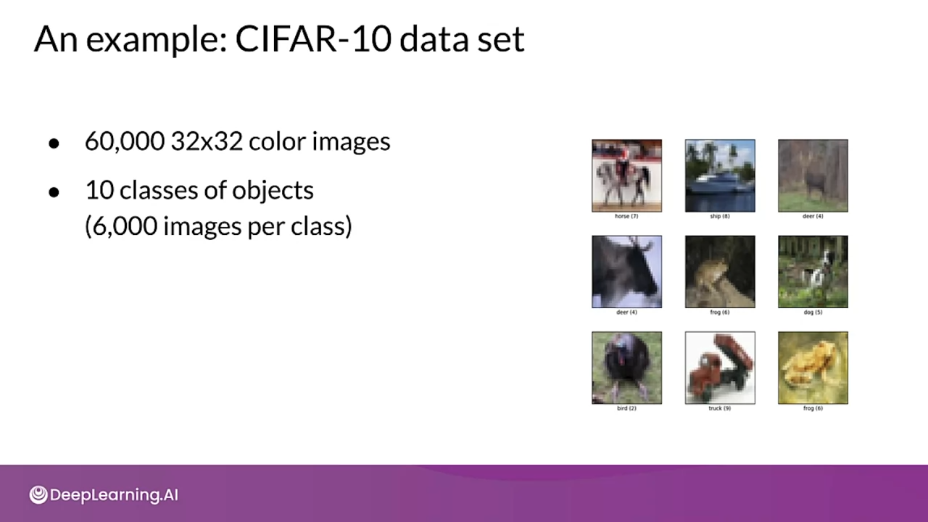 An example: CIFAR-10 data set
● 60,000 32x32 color images
● 10 classes of objects
(6,000 images per class)
horse (7) ship (8) deer (4)
deer (4) frog (6) dog (5)
bird (2) truck (9) frog (6)
DeepLearning.AI